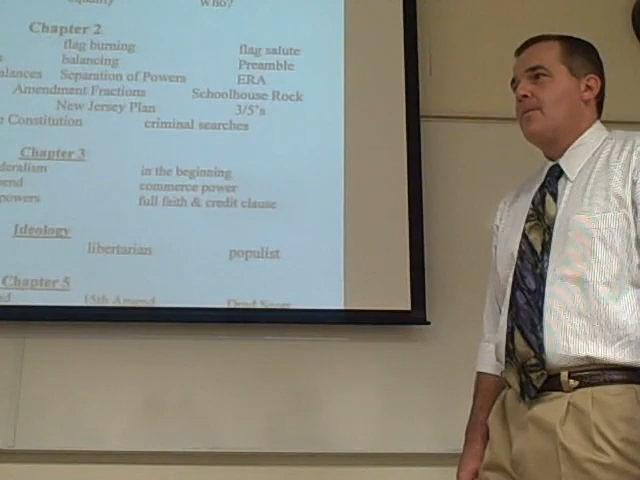 equality Who?
Chapter 2
flag burning flag salute
balancing Preamble
Separation of Powers ERA
Amendment Fractions Schoolhouse Rock
New Jersey Plan 3/5's
Constitution criminal searches
Chapter 3
in the beginning
commerce power
powers full faith & credit clause
Ideology
libertarian populist
Chapter 5
15th Amend